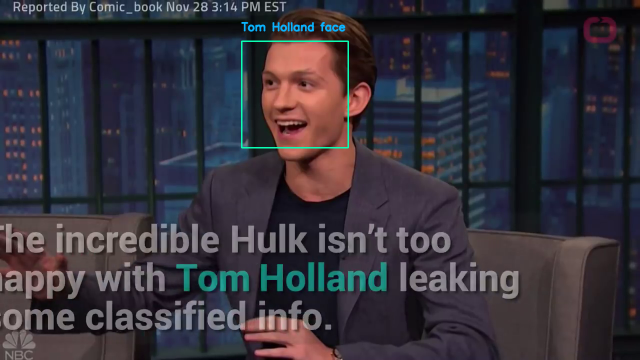 Reported By Comic_book Nov 28 3:14 PM EST
Tom Holland face
The incredible Hulk isn't too
happy with Tom Holland leaking
some classified info.
NBC